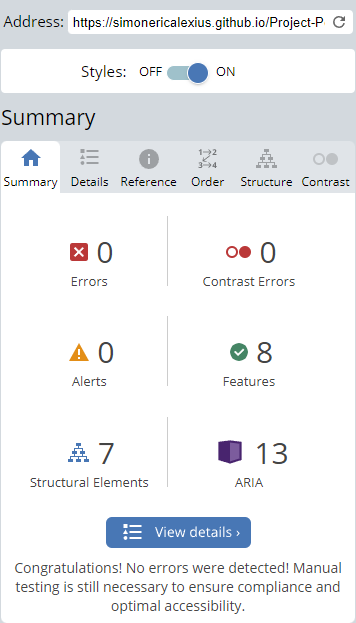 Address: https://simonericalexius.github.io/Project-P
Styles: OFF ON
Summary
Summary Details Reference Order Structure Contrast
0 0
Errors Contrast Errors
0 8
Alerts Features
7 13
Structural Elements ARIA
View details ›
Congratulations! No errors were detected! Manual
testing is still necessary to ensure compliance and
optimal accessibility.